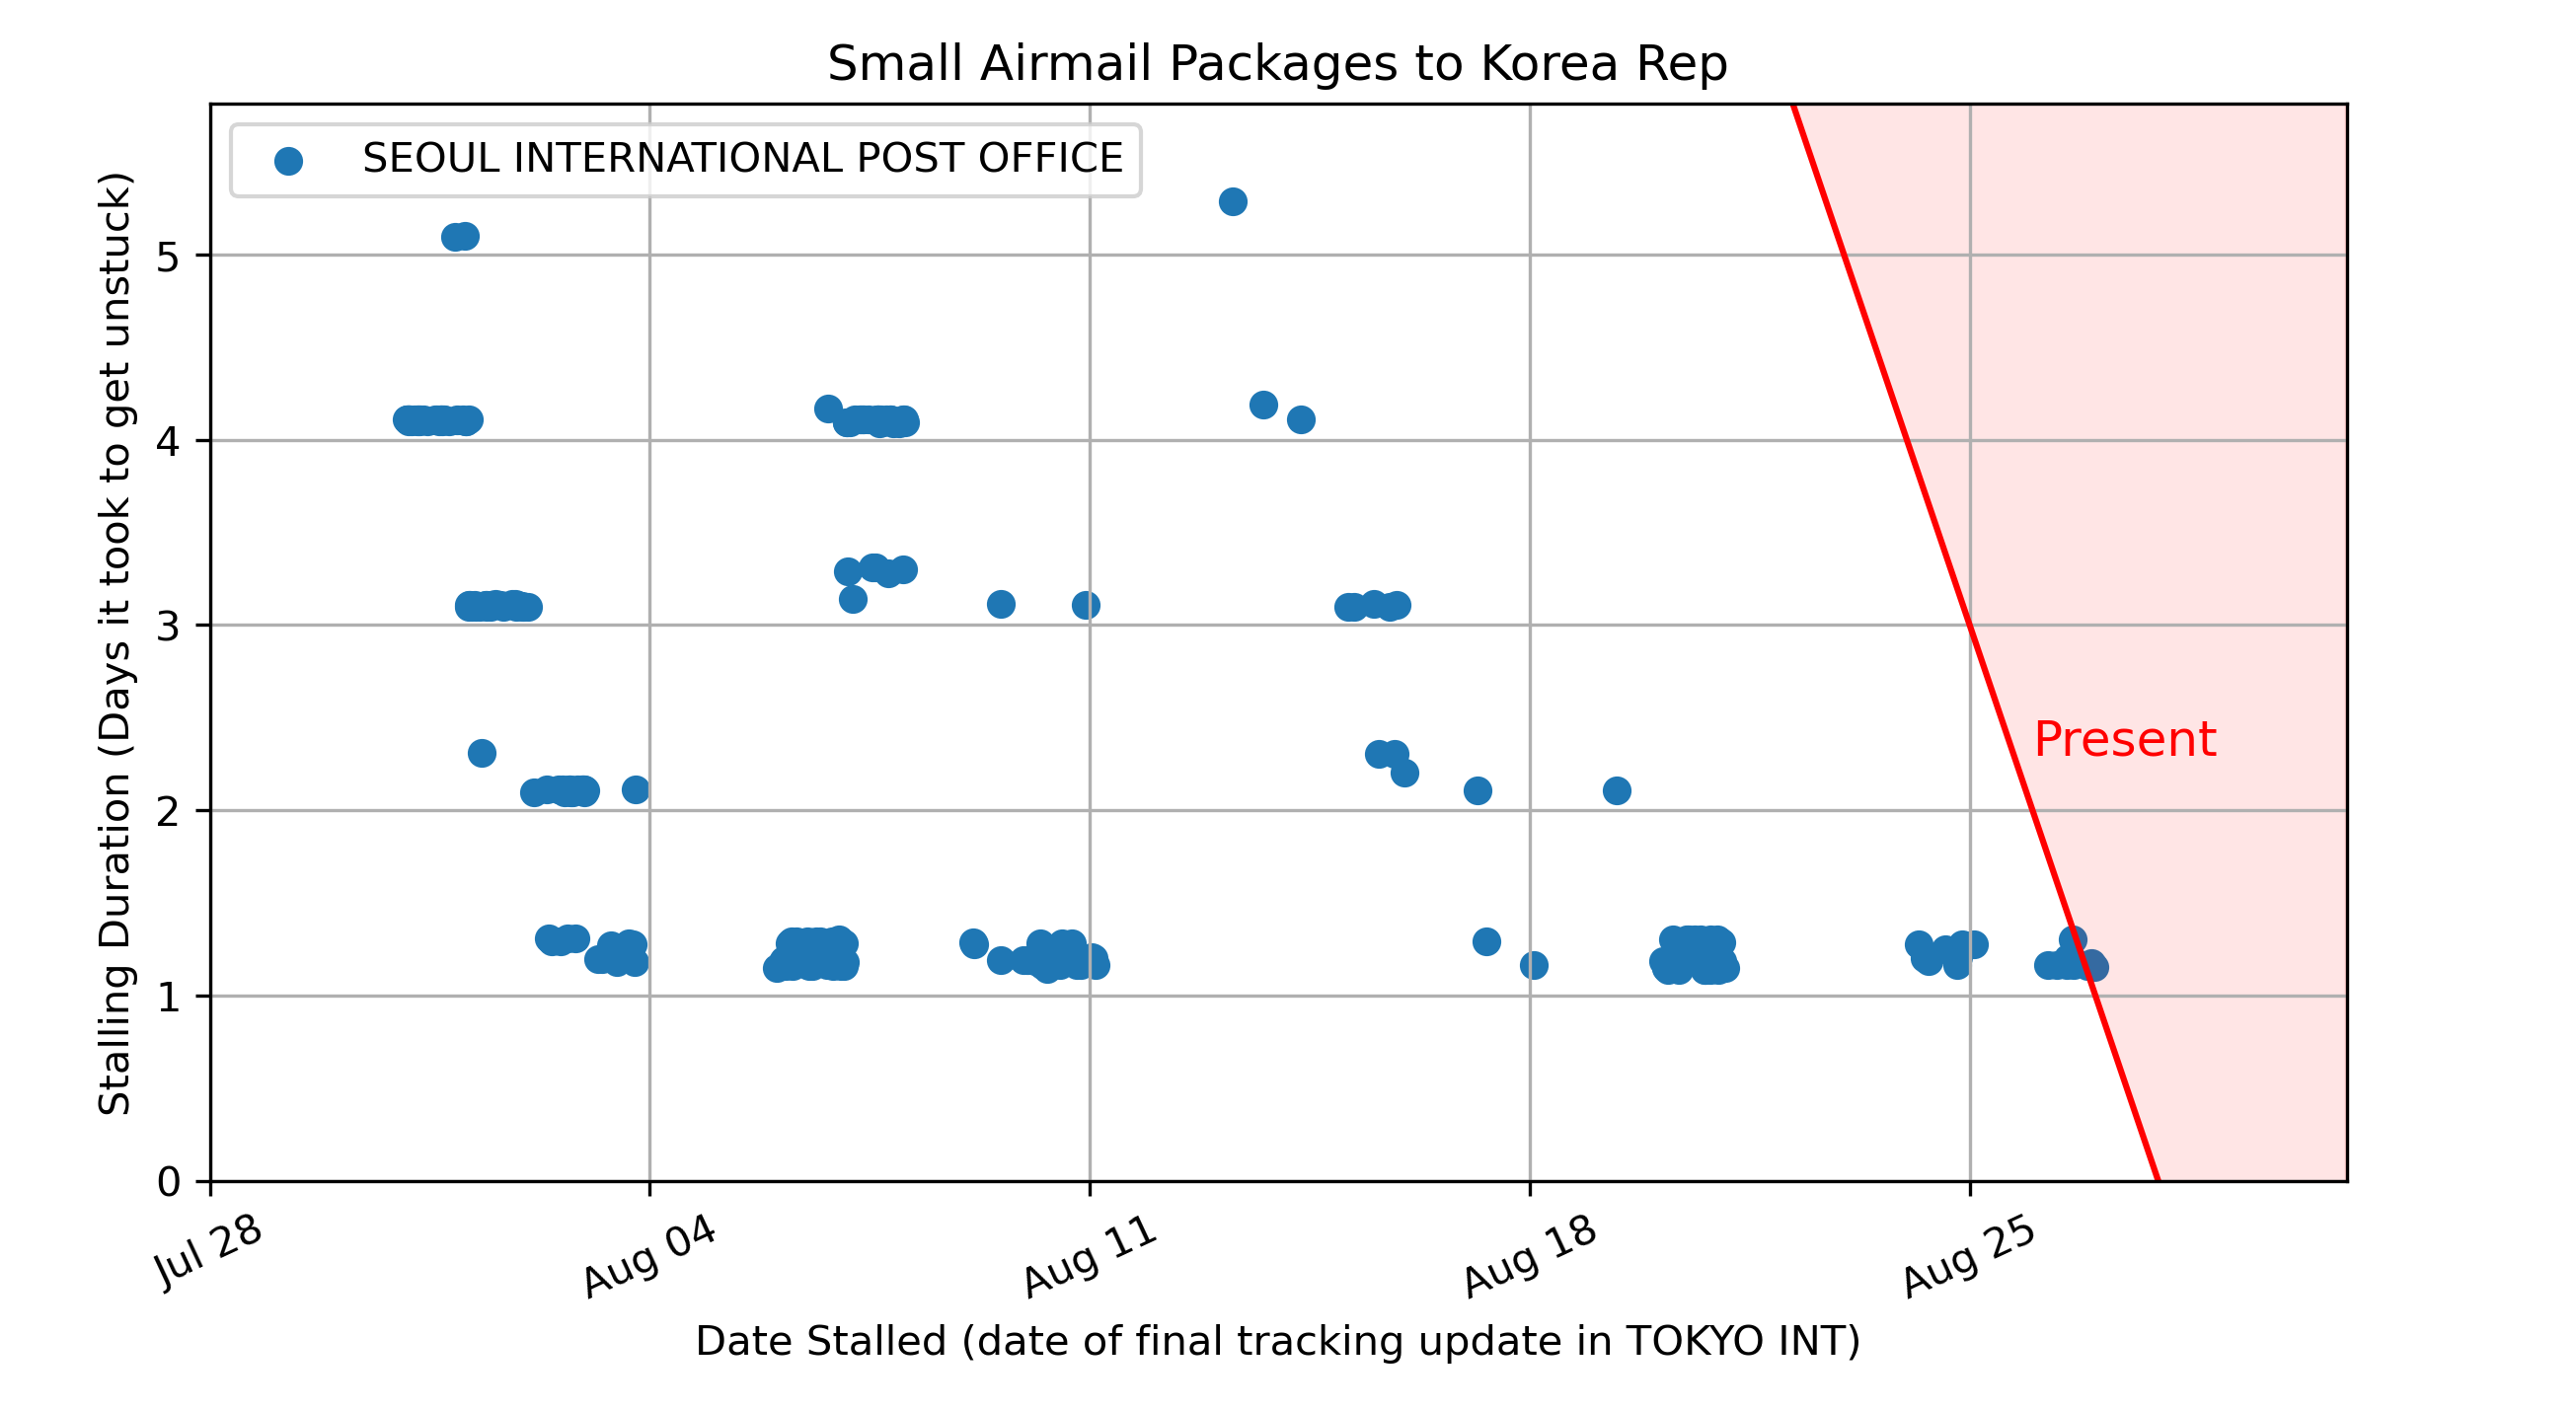 Small Airmail Packages to Korea Rep
SEOUL INTERNATIONAL POST OFFICE
Stalling Duration (Days it took to get unstuck)
5
4
3
2
1
0
Present
Jul 28
Aug 04
Aug 11
Aug 18
Aug 25
Date Stalled (date of final tracking update in TOKYO INT)